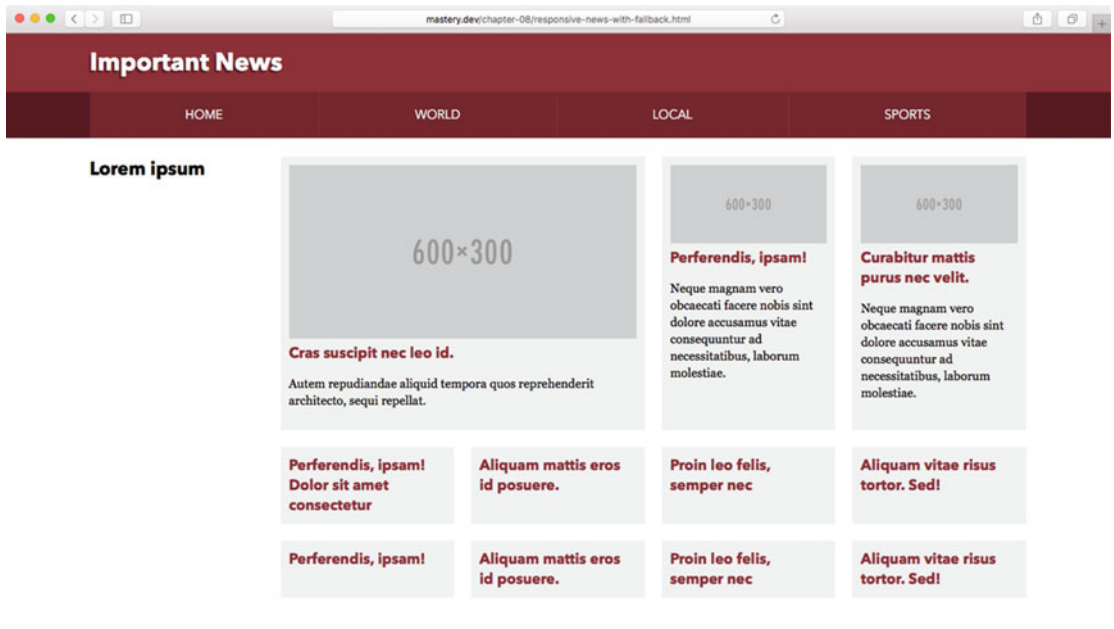 mastery.dev/chapter-08/responsive-news-with-fallback.html
Important News
HOME
WORLD
LOCAL
SPORTS
Lorem ipsum
600×300
Cras suscipit nec leo id.
Autem repudiandae aliquid tempora quos reprehenderit
architecto, sequi repellat.
600×300
Perferendis, ipsam!
Neque magnam vero
obcaecati facere nobis sint
dolore accusamus vitae
consequuntur ad
necessitatibus, laborum
molestiae.
600×300
Curabitur mattis
purus nec velit.
Neque magnam vero
obcaecati facere nobis sint
dolore accusamus vitae
consequuntur ad
necessitatibus, laborum
molestiae.
Perferendis, ipsam!
Dolor sit amet
consectetur
Aliquam mattis eros
id posuere.
Proin leo felis,
semper nec
Aliquam vitae risus
tortor. Sed!
Perferendis, ipsam!
Aliquam mattis eros
id posuere.
Proin leo felis,
semper nec
Aliquam vitae risus
tortor. Sed!